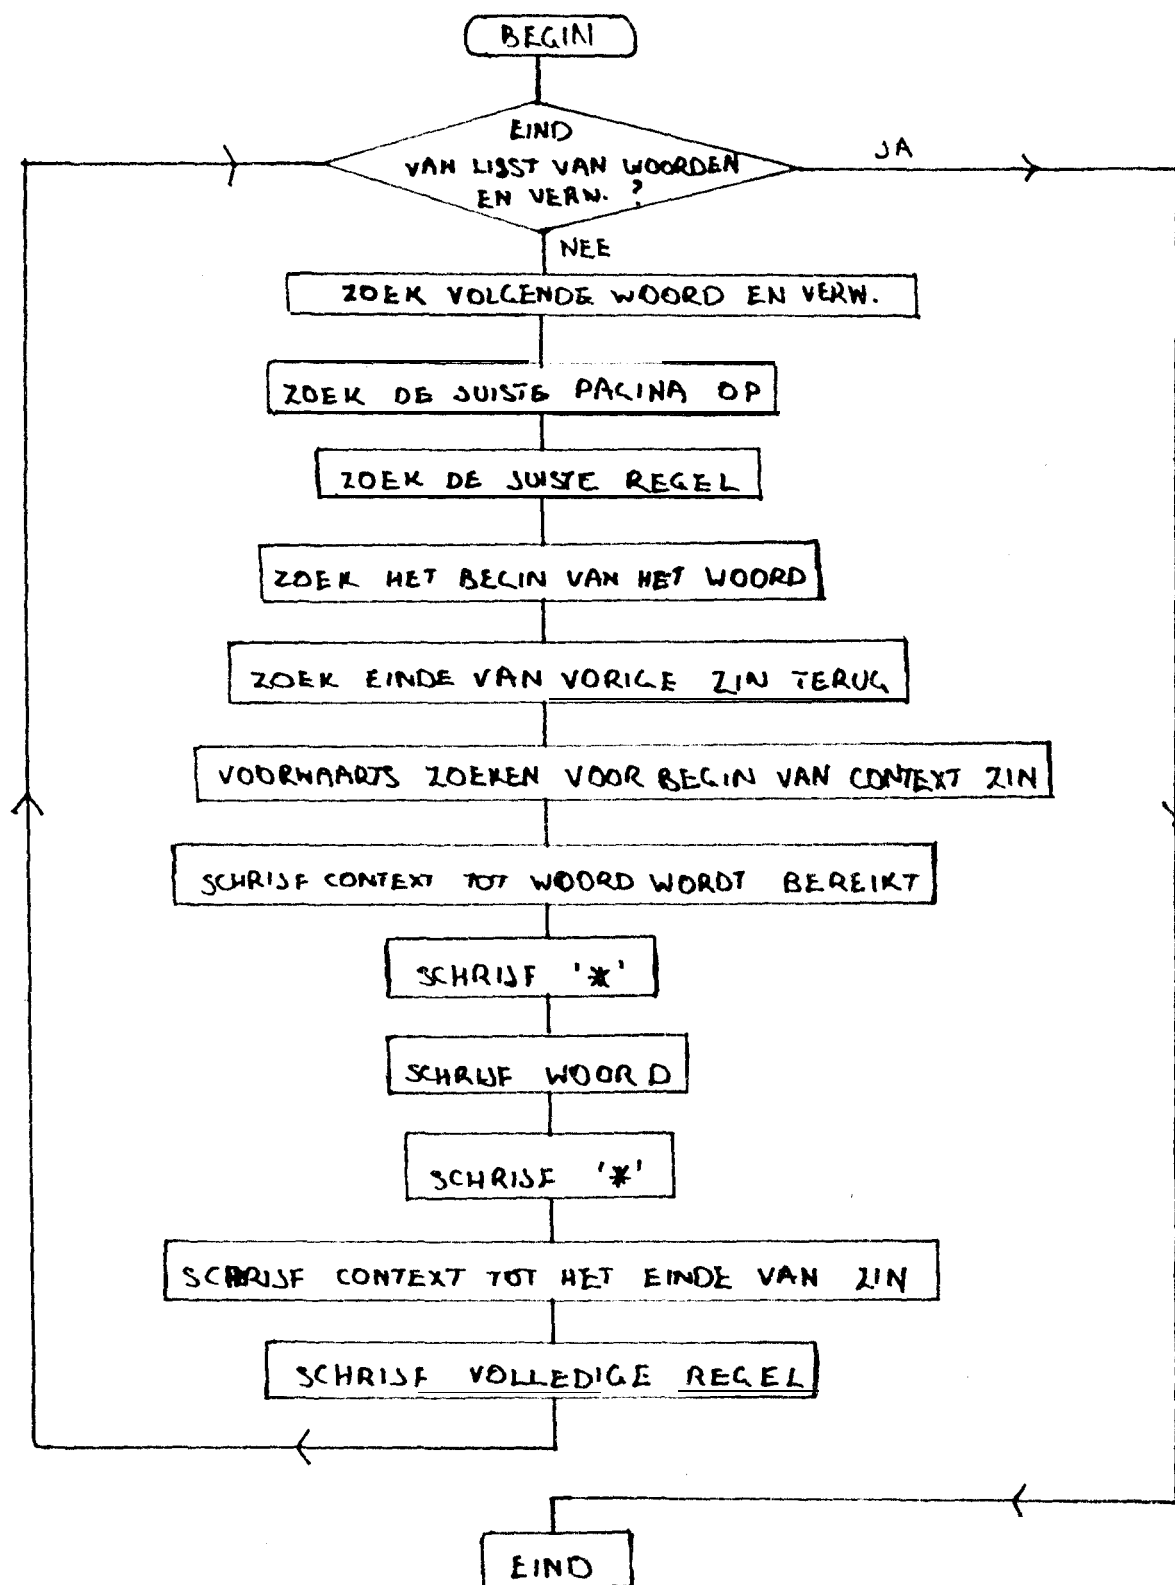 BEGIN
EIND
VAN LIJST VAN WOORDEN
EN VERW. ?
JA
NEE
ZOEK VOLGENDE WOORD EN VERW.
ZOEK DE JUISTE PAGINA OP
ZOEK DE JUISTE REGEL
ZOEK HET BEGIN VAN HET WOORD
ZOEK EINDE VAN VORIGE ZIN TERUG
VOORWAARTS ZOEKEN VOOR BEGIN VAN CONTEXT ZIN
SCHRIJF CONTEXT TOT WOORD WORDT BEREIKT
SCHRIJF '*'
SCHRIJF WOORD
SCHRIJF '*'
SCHRIJF CONTEXT TOT HET EINDE VAN ZIN
SCHRIJF VOLLEDIGE REGEL
EIND